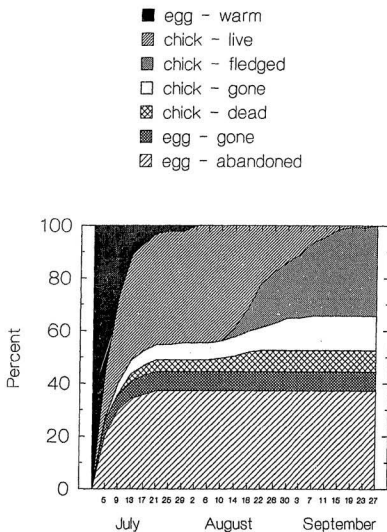 egg - warm
chick - live
chick - fledged
chick - gone
chick - dead
egg - gone
egg - abandoned
100
80
60
40
20
0
Percent
5 9 13 17 21 25 29 2 6 10 14 18 22 26 30 3 7 11 15 19 23 27
July August September